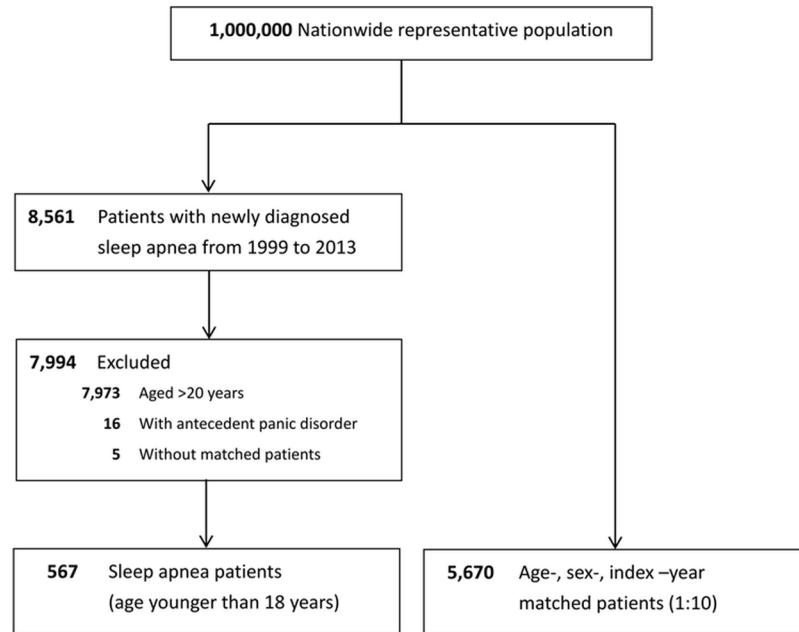 1,000,000 Nationwide representative population
8,561 Patients with newly diagnosed
sleep apnea from 1999 to 2013
7,994 Excluded
7,973 Aged >20 years
16 With antecedent panic disorder
5 Without matched patients
567 Sleep apnea patients
(age younger than 18 years)
5,670 Age-, sex-, index –year
matched patients (1:10)